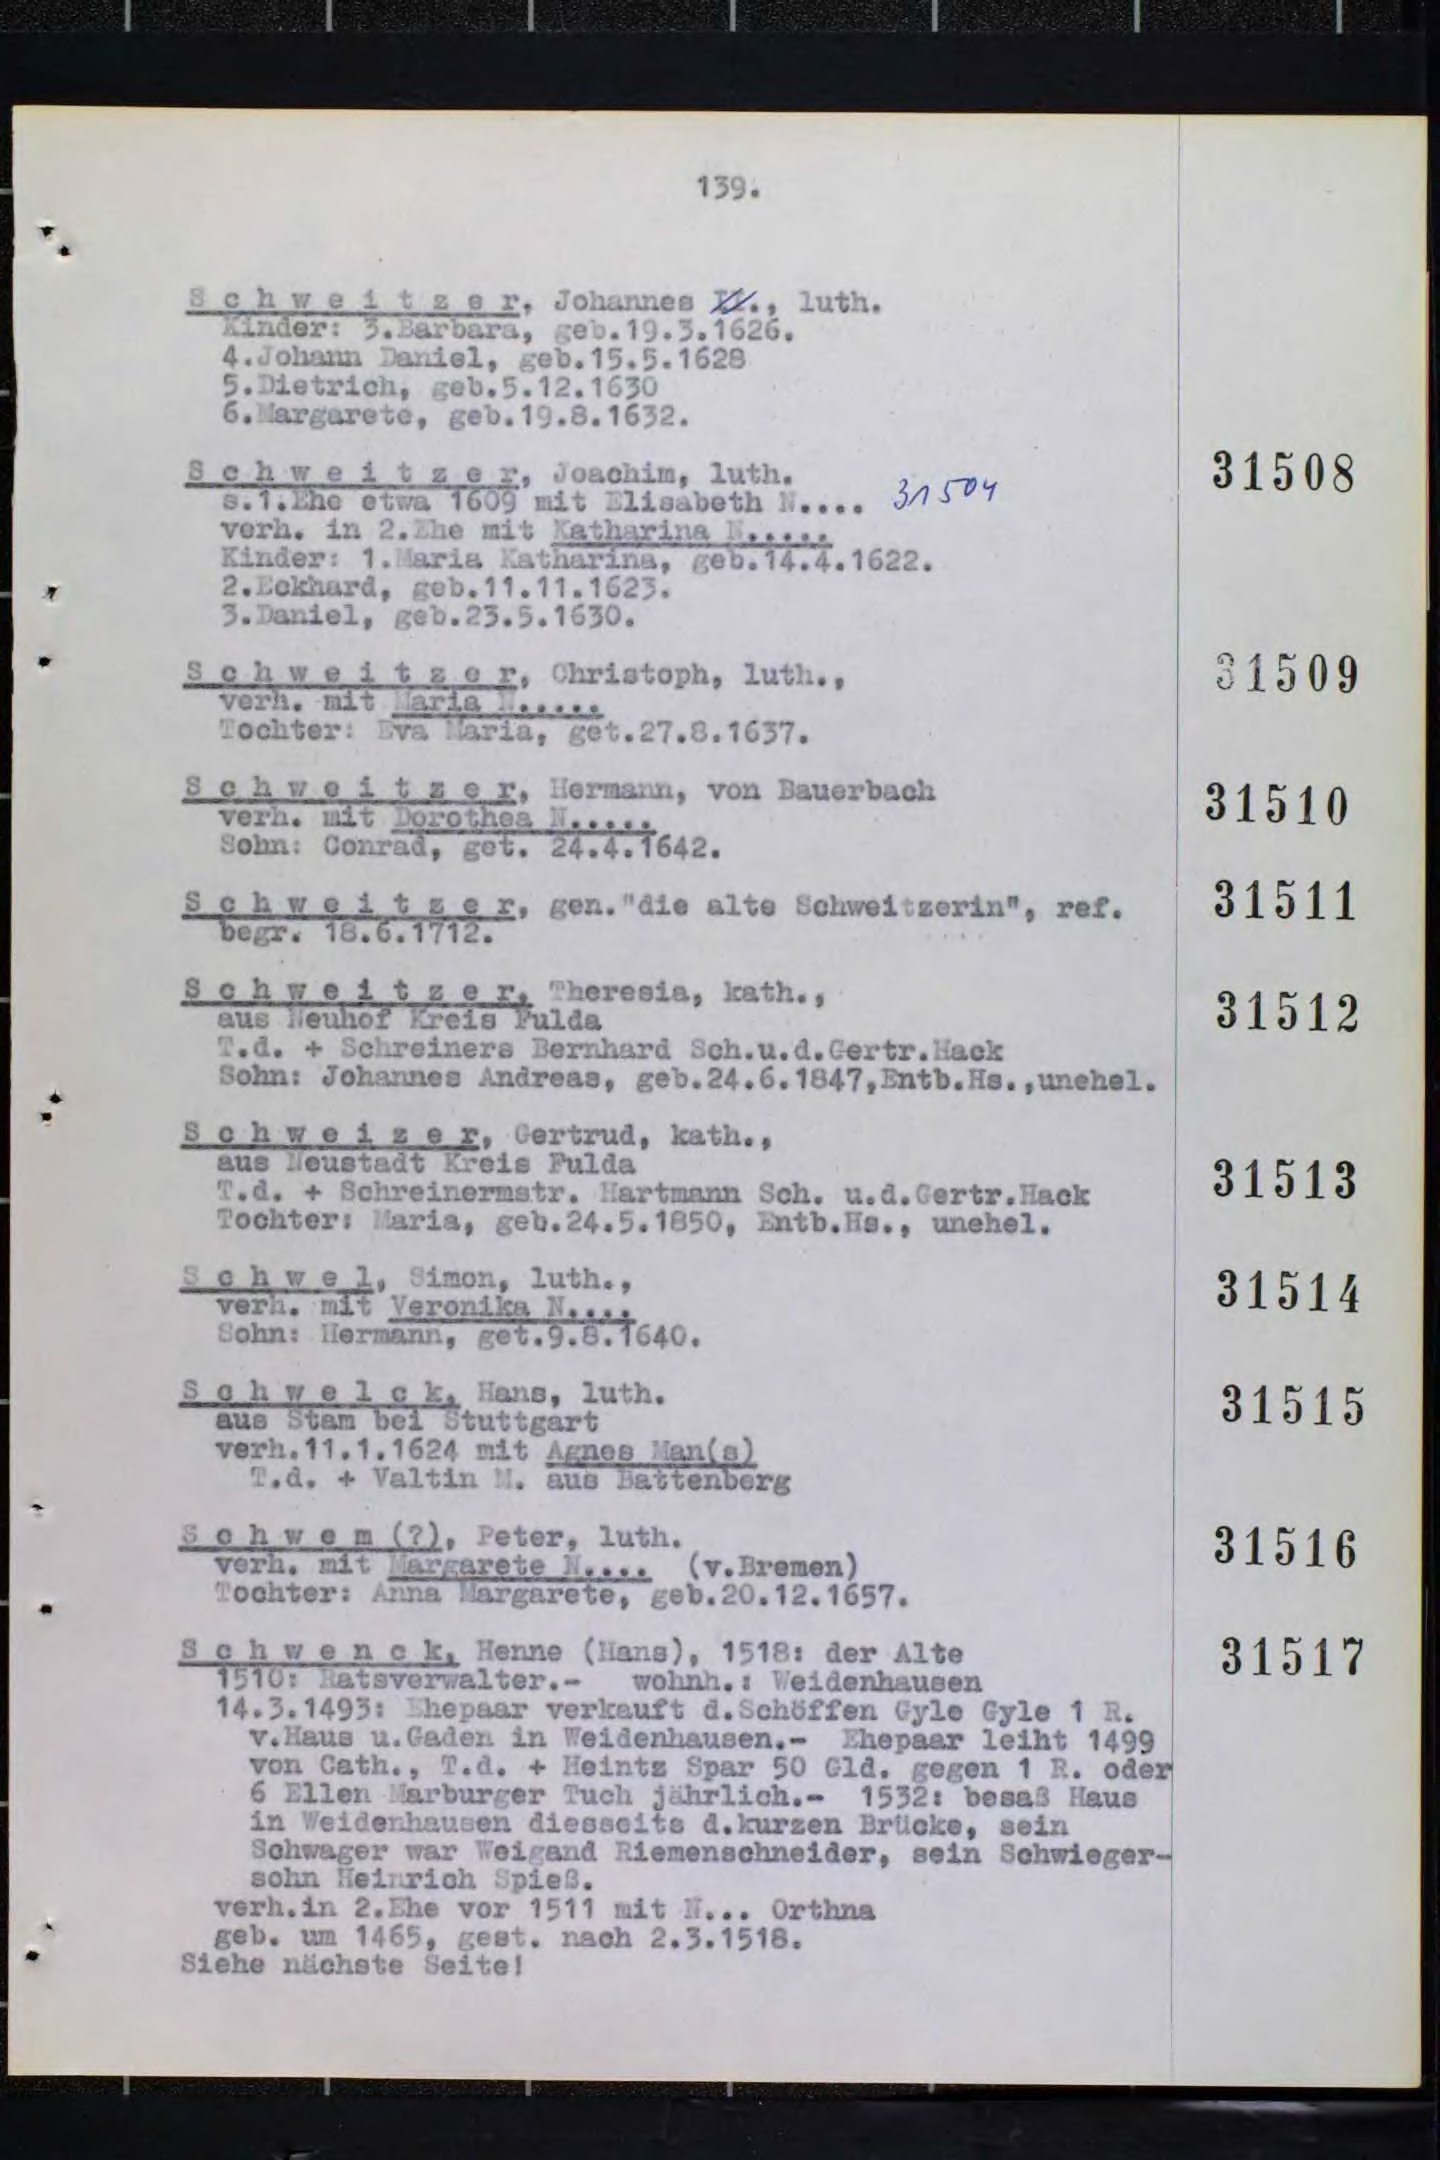 139.
S c h w e i t z e r, Johannes II., luth.
Kinder: 3.Barbara, geb.19.3.1626.
4.Johann Daniel, geb.15.5.1628
5.Dietrich, geb.5.12.1630
6.Margarete, geb.19.8.1632.
S c h w e i t z e r, Joachim, luth. 31508
s.1.Ehe etwa 1609 mit Elisabeth N.... 31504
verh. in 2.Ehe mit Katharina N.....
Kinder: 1.Maria Katharina, geb.14.4.1622.
2.Eckhard, geb.11.11.1623.
3.Daniel, geb.23.5.1630.
S c h w e i t z e r, Christoph, luth., 31509
verh. mit Maria N.....
Tochter: Eva Maria, get.27.8.1637.
S c h w e i t z e r, Hermann, von Bauerbach 31510
verh. mit Dorothea N.....
Sohn: Conrad, get. 24.4.1642.
S c h w e i t z e r, gen."die alte Schweitzerin", ref. 31511
begr. 18.6.1712.
S c h w e i t z e r, Theresia, kath., 31512
aus Neuhof Kreis Fulda
T.d. + Schreiners Bernhard Sch.u.d.Gertr.Hack
Sohn: Johannes Andreas, geb.24.6.1847,Entb.Hs.,unehel.
S c h w e i z e r, Gertrud, kath.,
aus Neustadt Kreis Fulda 31513
T.d. + Schreinermstr. Hartmann Sch. u.d.Gertr.Hack
Tochter: Maria, geb.24.5.1850, Entb.Hs., unehel.
S c h w e l, Simon, luth., 31514
verh. mit Veronika N....
Sohn: Hermann, get.9.8.1640.
S c h w e l c k, Hans, luth. 31515
aus Stam bei Stuttgart
verh.11.1.1624 mit Agnes Man(s)
T.d. + Valtin M. aus Battenberg
S c h w e m (?), Peter, luth. 31516
verh. mit Margarete N.... (v.Bremen)
Tochter: Anna Margarete, geb.20.12.1657.
S c h w e n c k, Henne (Hans), 1518: der Alte 31517
1510: Ratsverwalter.- wohnh.: Weidenhausen
14.3.1493: Ehepaar verkauft d.Schöffen Gyle Gyle 1 R.
v.Haus u.Gaden in Weidenhausen.- Ehepaar leiht 1499
von Cath., T.d. + Heintz Spar 50 Gld. gegen 1 R. oder
6 Ellen Marburger Tuch jährlich.- 1532: besaß Haus
in Weidenhausen diesseits d.kurzen Brücke, sein
Schwager war Weigand Riemenschneider, sein Schwieger-
sohn Heinrich Spieß.
verh.in 2.Ehe vor 1511 mit N... Orthna
geb. um 1465, gest. nach 2.3.1518.
Siehe nächste Seite!